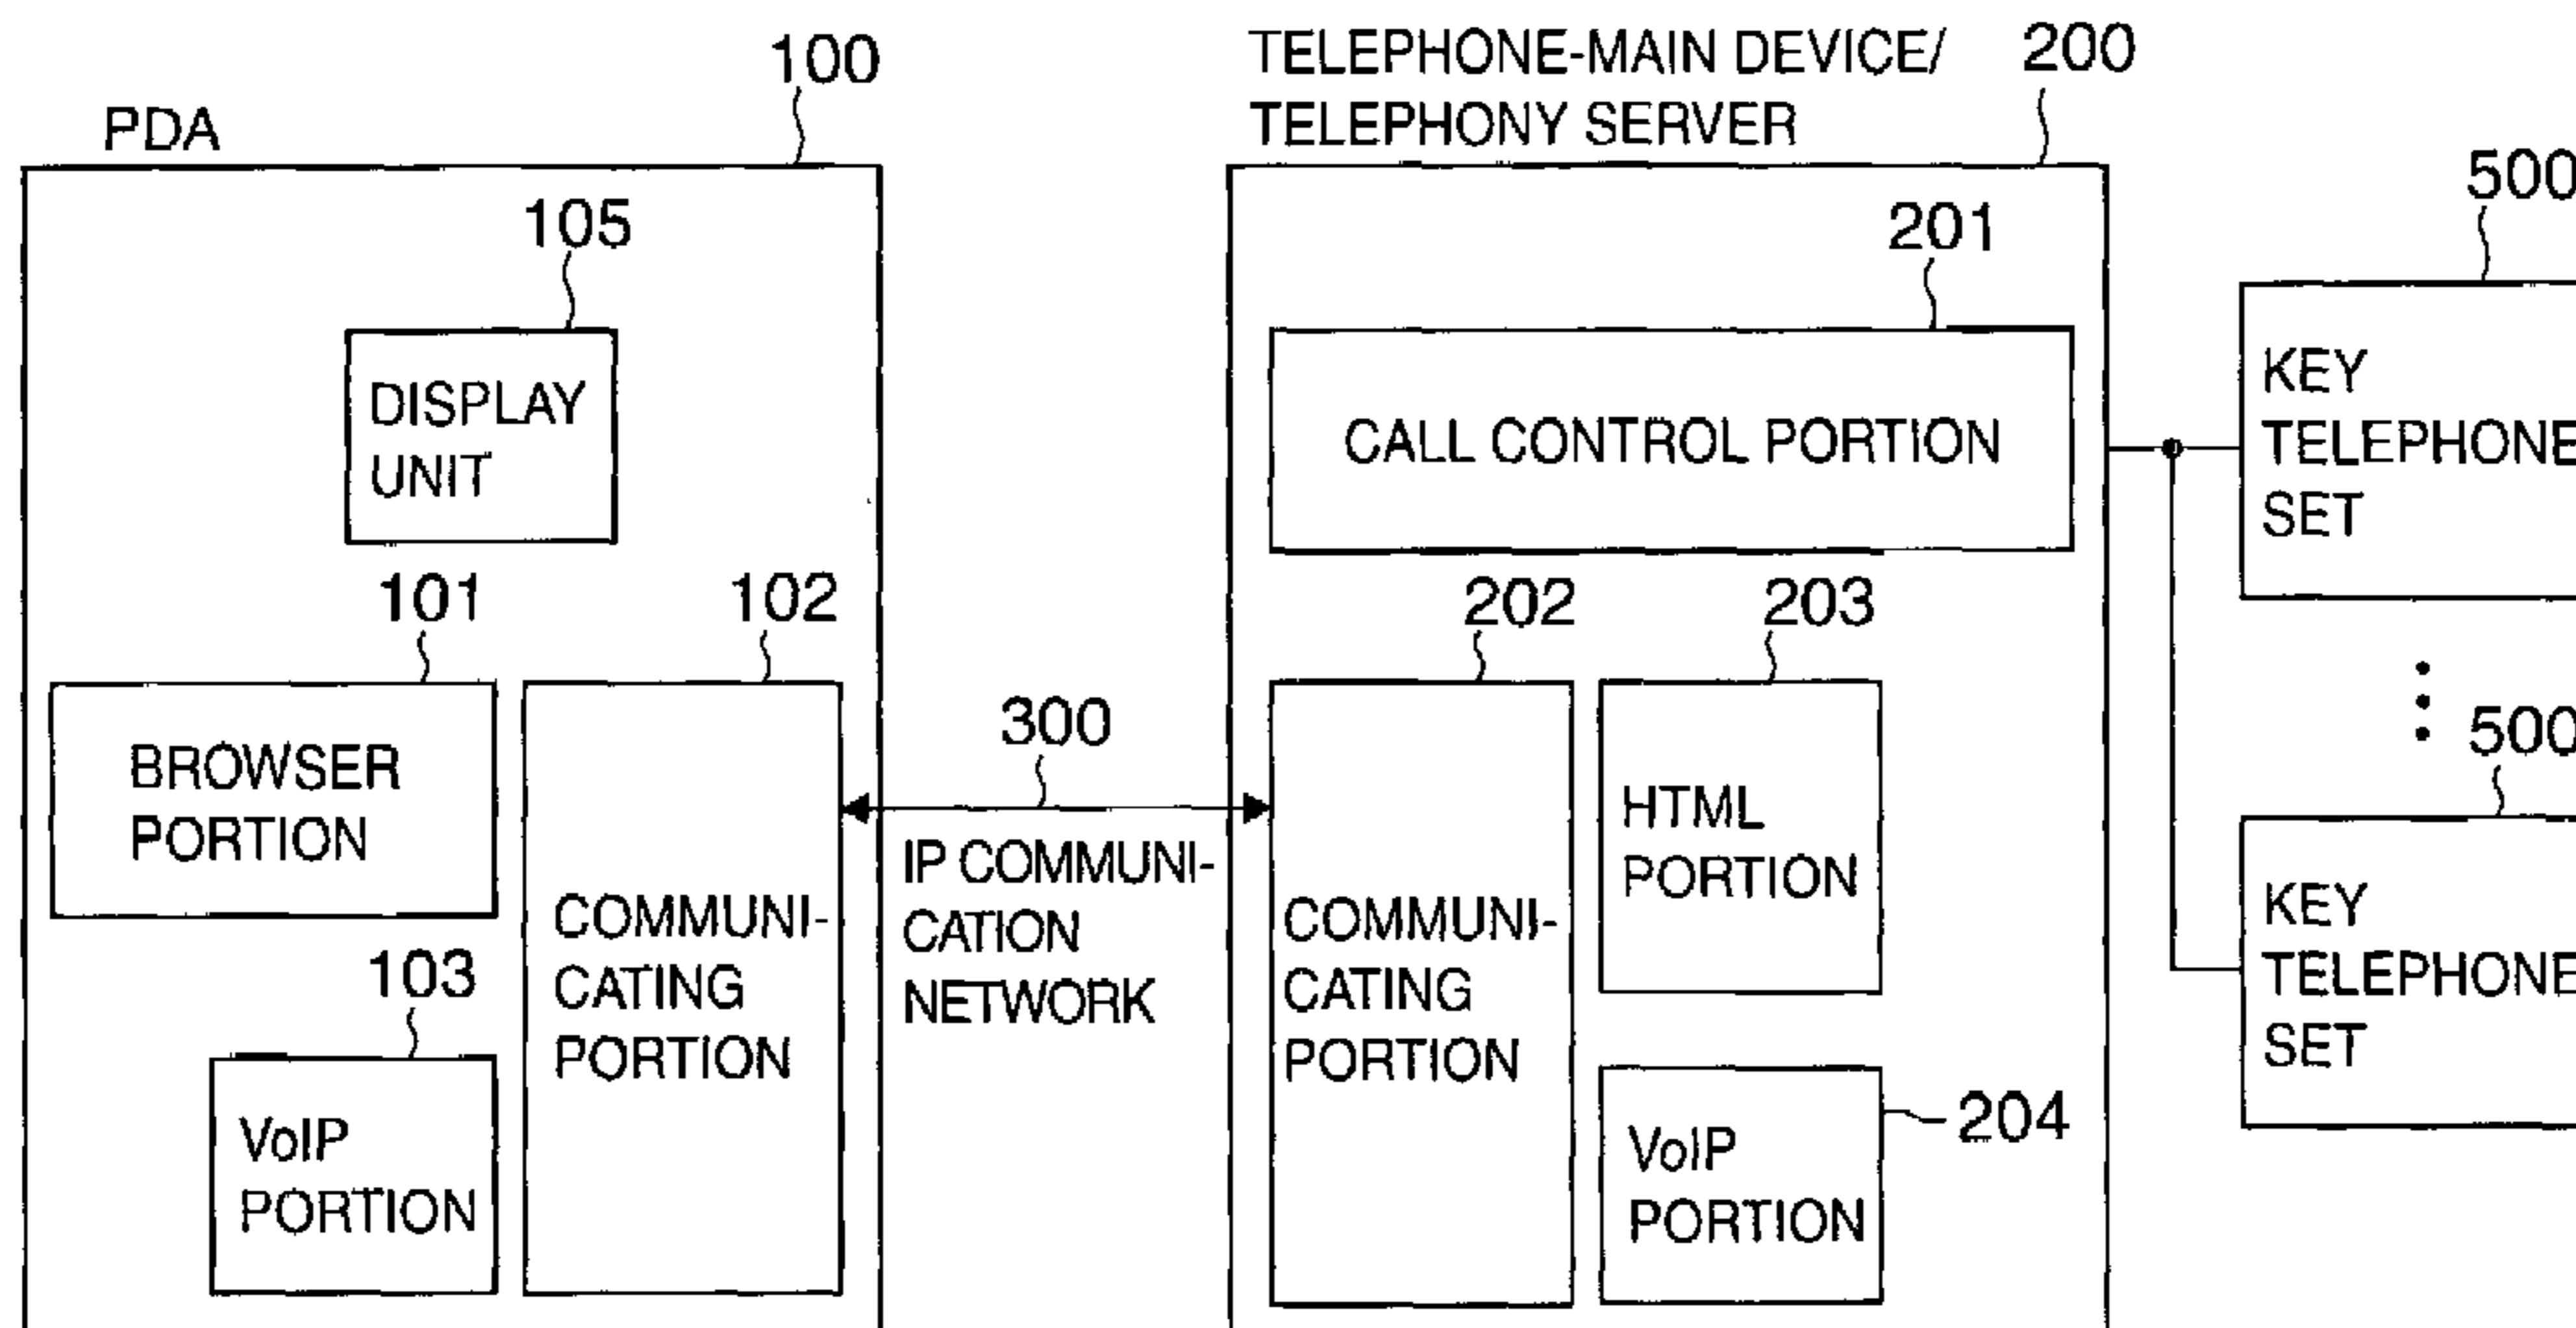 PDA
100
105
DISPLAY
UNIT
101
102
BROWSER
PORTION
103
VoIP
PORTION
COMMUNI-
CATING
PORTION
300
IP COMMUNI-
CATION
NETWORK
TELEPHONE-MAIN DEVICE/
TELEPHONY SERVER
200
201
CALL CONTROL PORTION
202
203
COMMUNI-
CATING
PORTION
HTML
PORTION
204
VoIP
PORTION
500
KEY
TELEPHONE
SET
500
KEY
TELEPHONE
SET